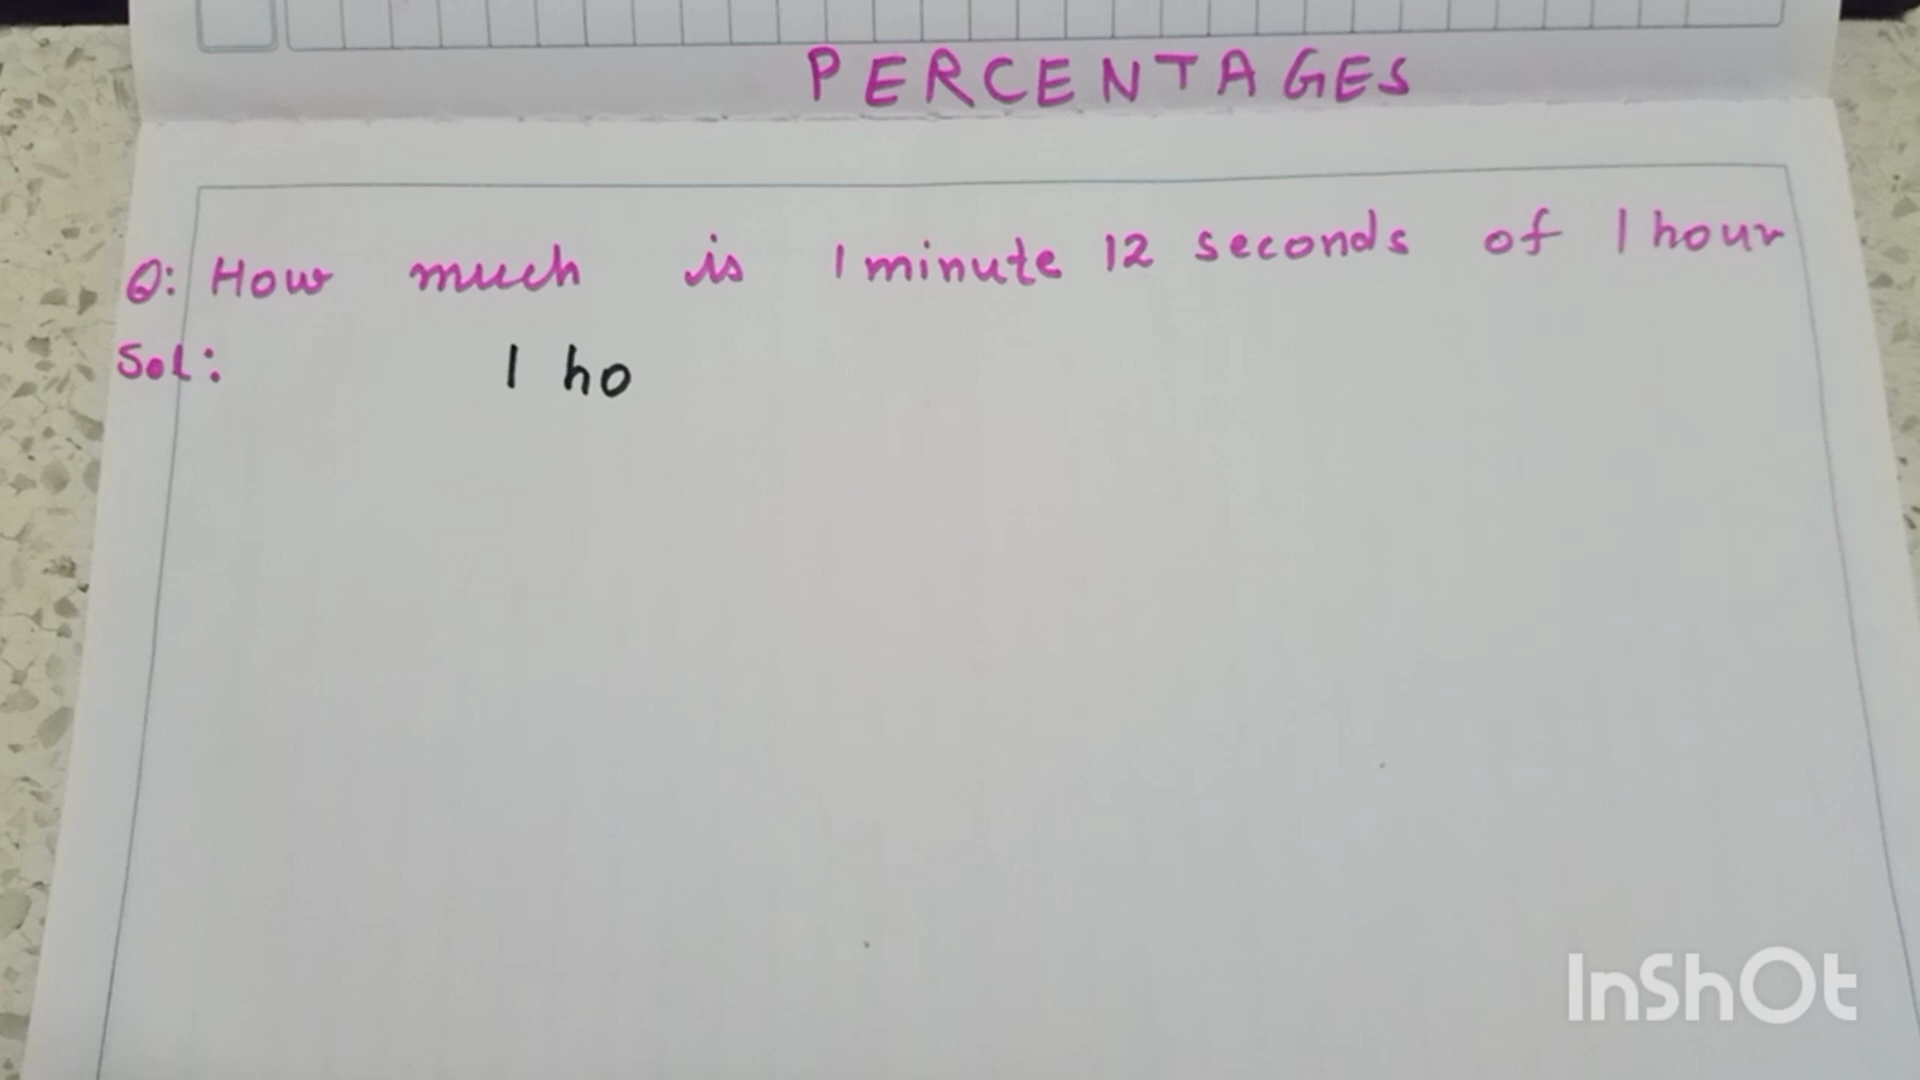 PERCENTAGES
Q: How much is 1 minute 12 seconds of 1 hour
Sol: 1 ho
InShOt